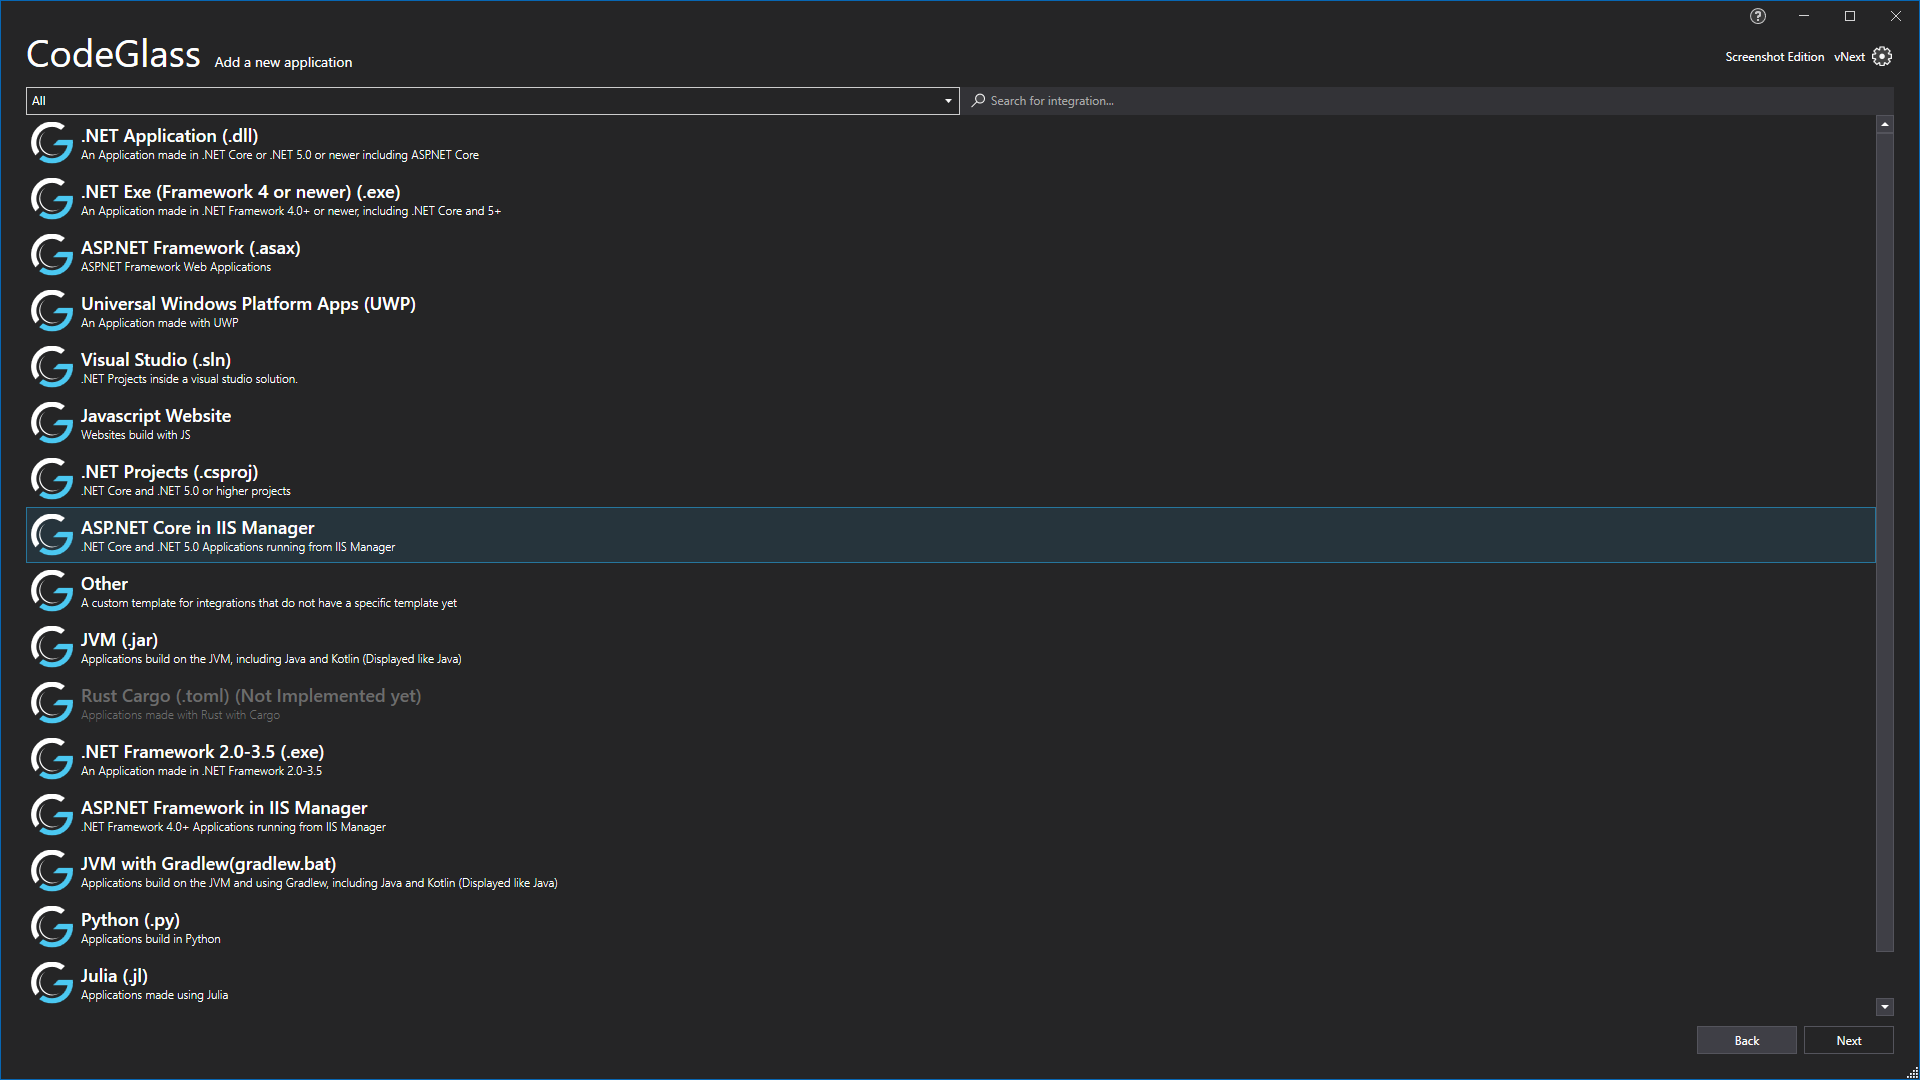 CodeGlass Add a new application
Screenshot Edition vNext
All
Search for integration...
.NET Application (.dll)
An Application made in .NET Core or .NET 5.0 or newer including ASP.NET Core
.NET Exe (Framework 4 or newer) (.exe)
An Application made in .NET Framework 4.0+ or newer, including .NET Core and 5+
ASP.NET Framework (.asax)
ASP.NET Framework Web Applications
Universal Windows Platform Apps (UWP)
An Application made with UWP
Visual Studio (.sln)
.NET Projects inside a visual studio solution.
Javascript Website
Websites build with JS
.NET Projects (.csproj)
.NET Core and .NET 5.0 or higher projects
ASP.NET Core in IIS Manager
.NET Core and .NET 5.0 Applications running from IIS Manager
Other
A custom template for integrations that do not have a specific template yet
JVM (.jar)
Applications build on the JVM, including Java and Kotlin (Displayed like Java)
Rust Cargo (.toml) (Not Implemented yet)
Applications made with Rust with Cargo
.NET Framework 2.0-3.5 (.exe)
An Application made in .NET Framework 2.0-3.5
ASP.NET Framework in IIS Manager
.NET Framework 4.0+ Applications running from IIS Manager
JVM with Gradlew(gradlew.bat)
Applications build on the JVM and using Gradlew, including Java and Kotlin (Displayed like Java)
Python (.py)
Applications build in Python
Julia (.jl)
Applications made using Julia
Back
Next